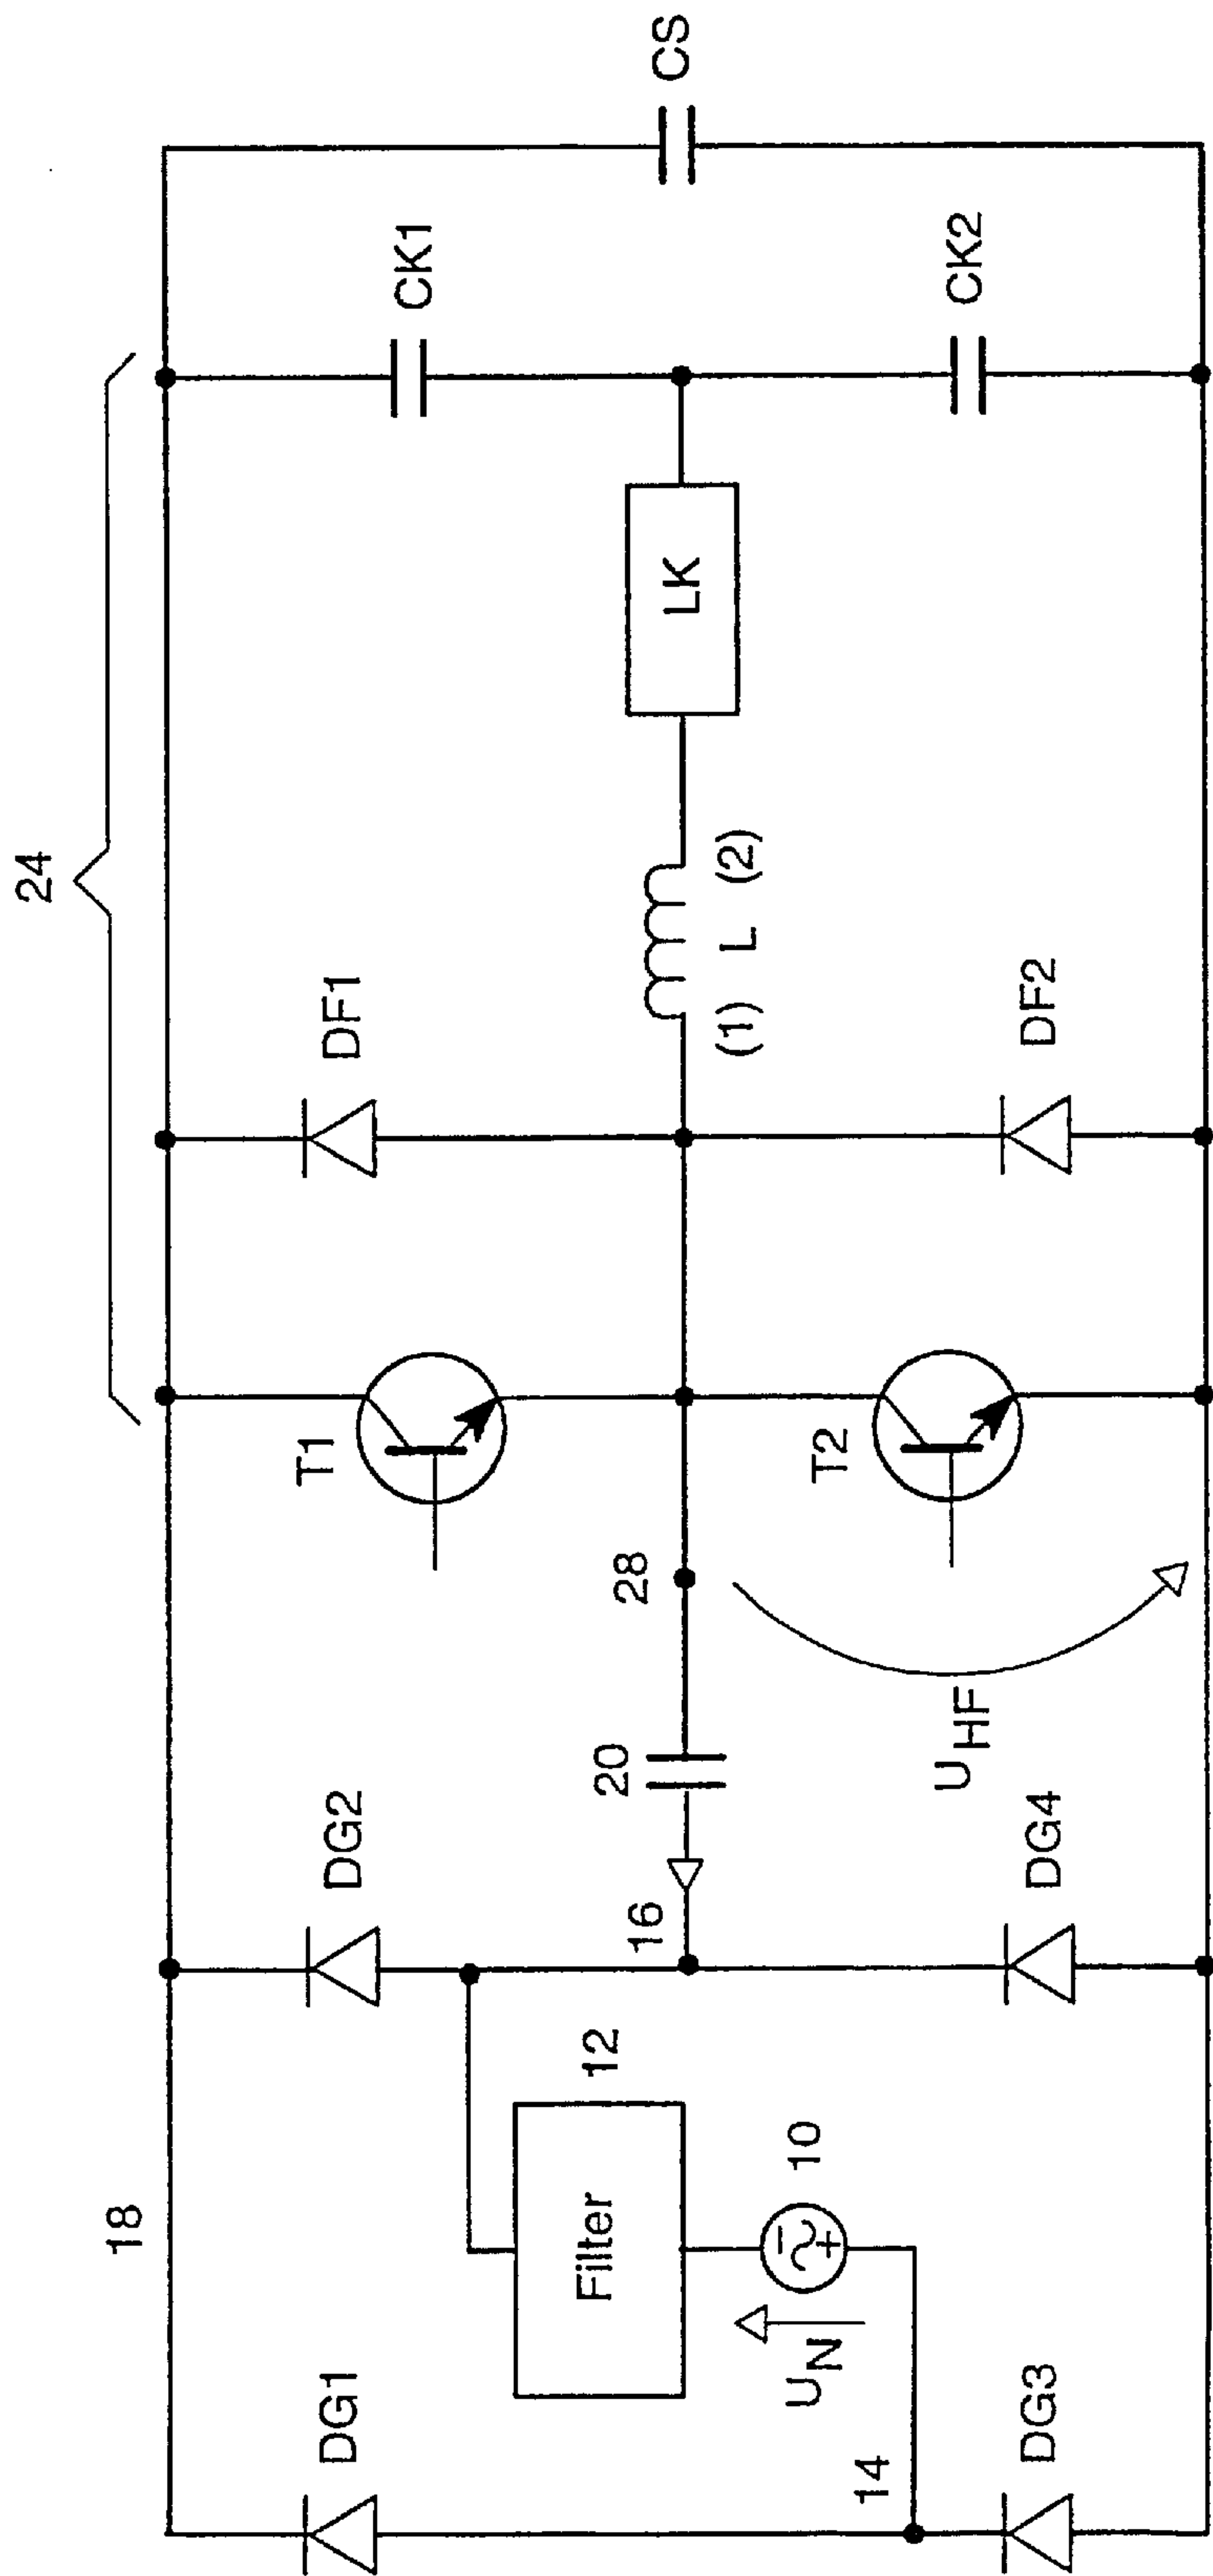 24
18
DG1
DG2
T1
DF1
CK1
CS
Filter
12
16
20
28
(1) L (2)
LK
U_N
10
14
DG3
DG4
U_HF
T2
DF2
CK2